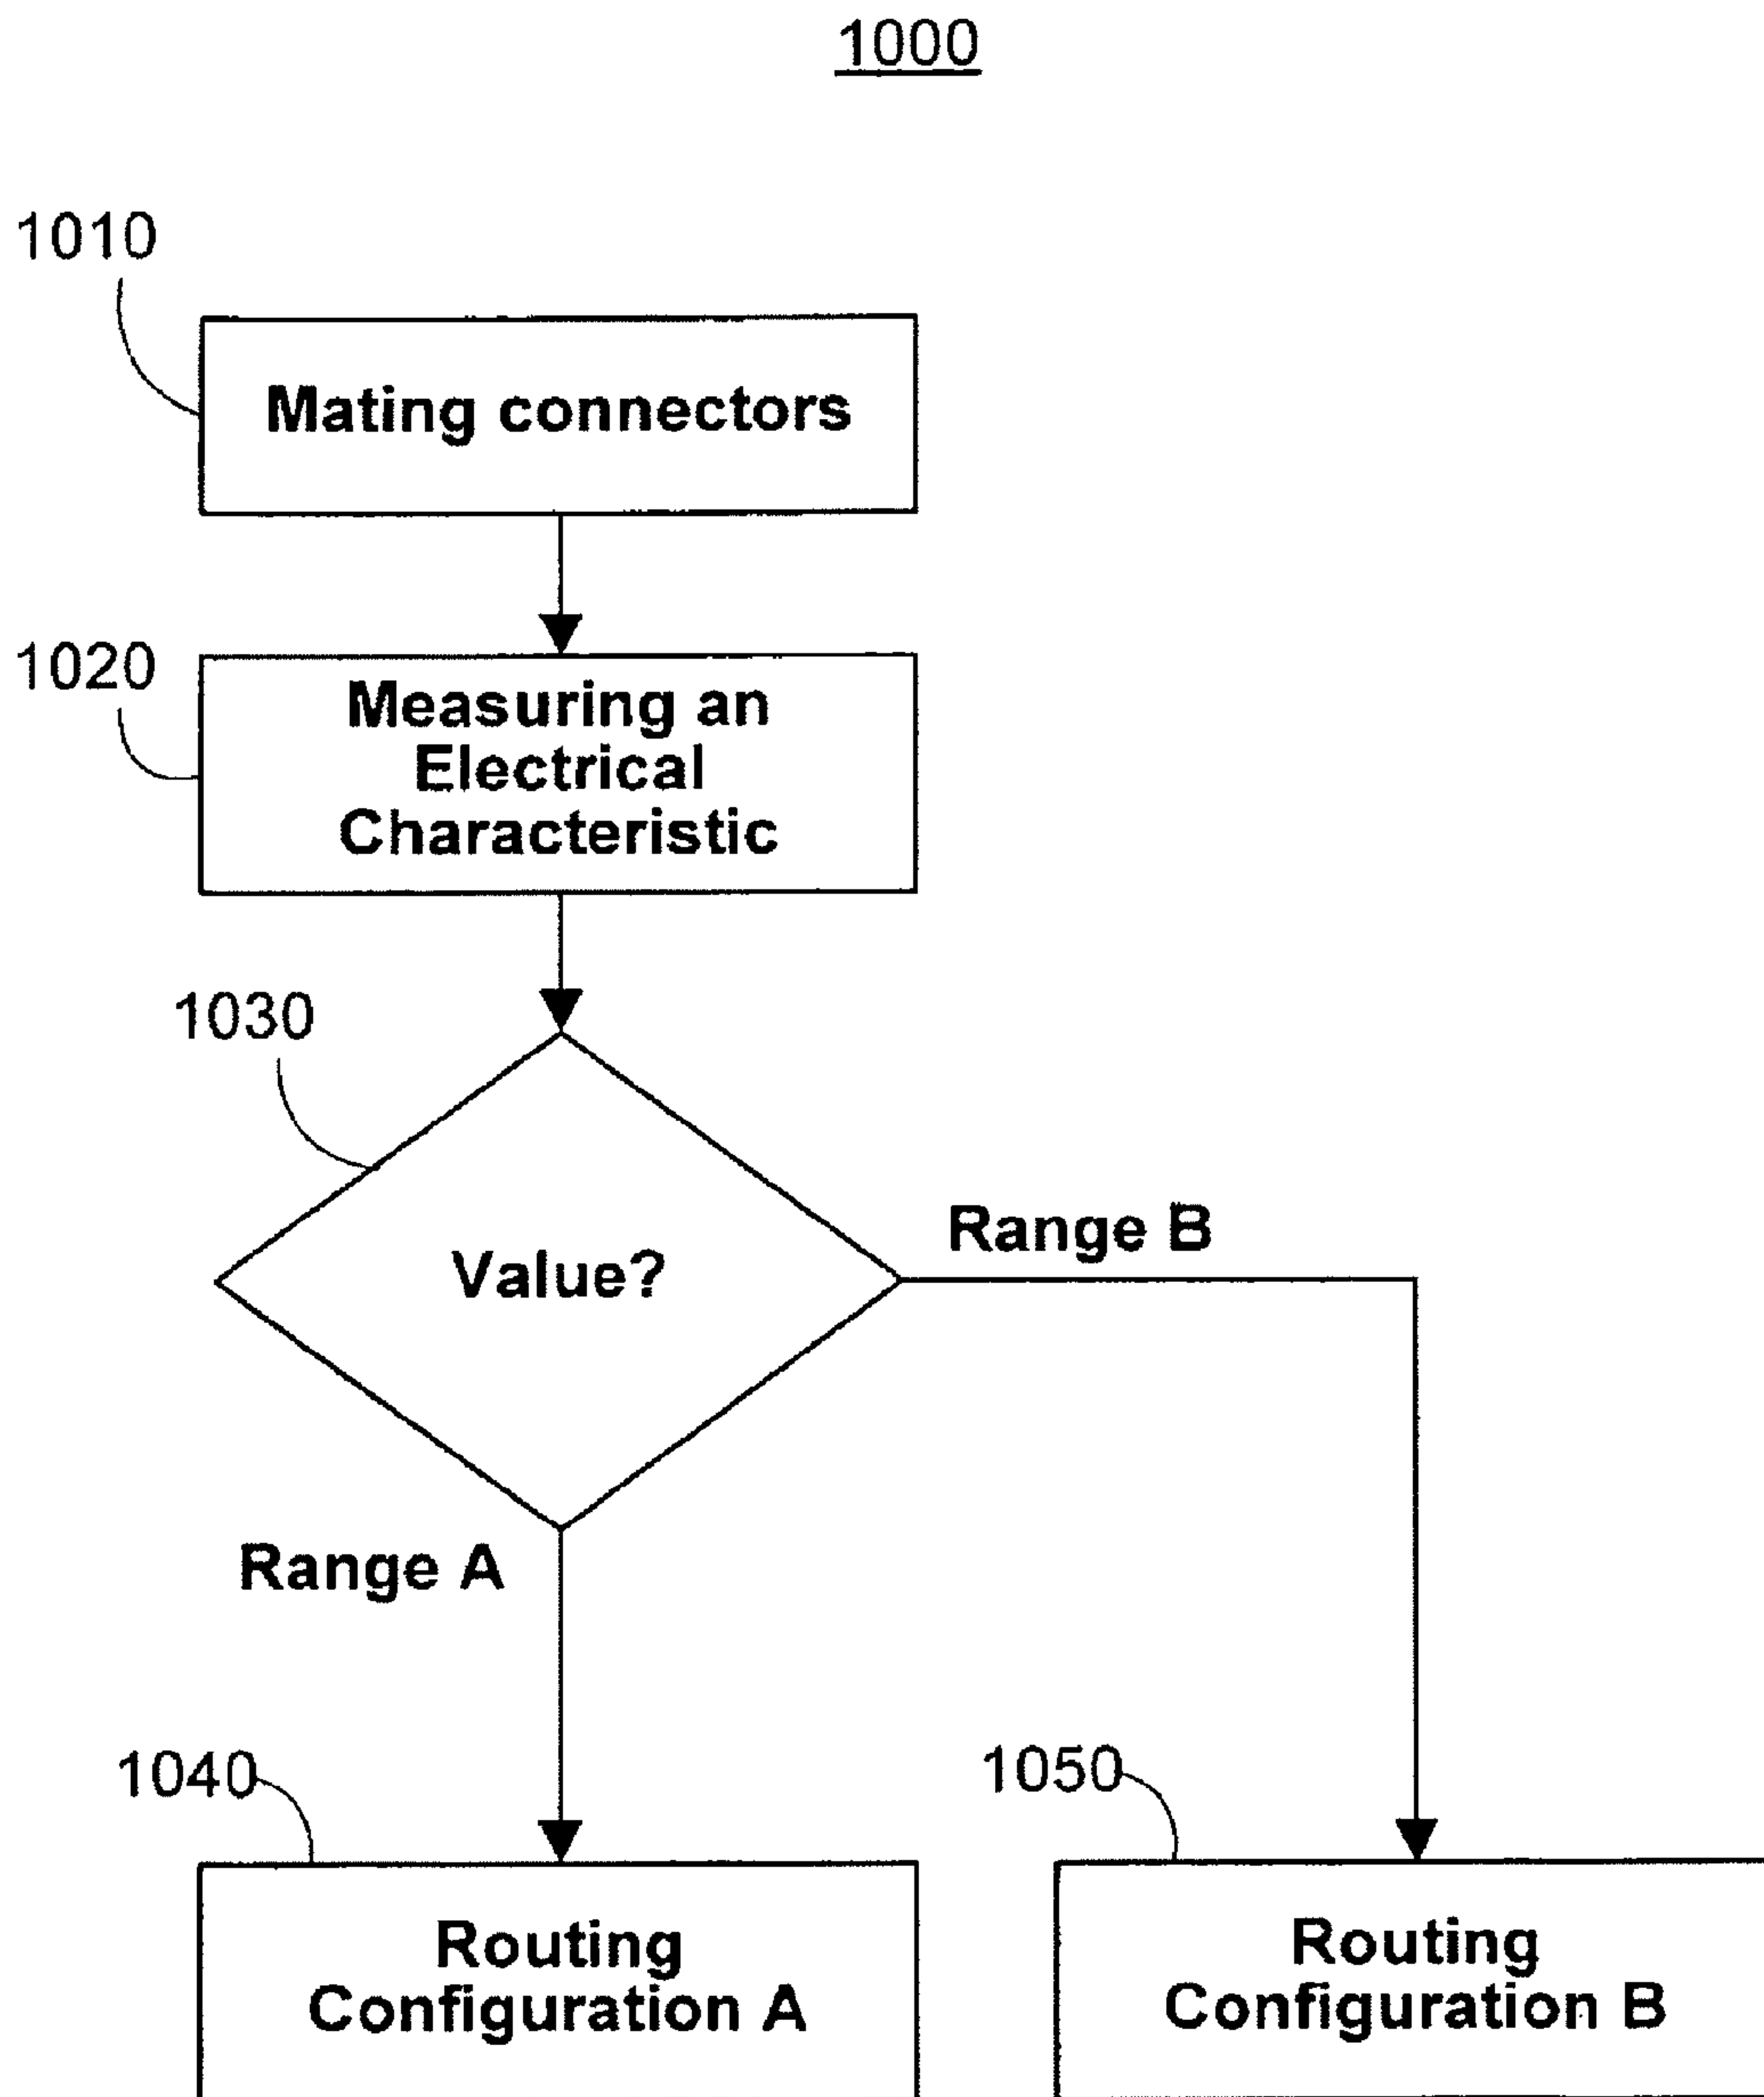 1000
1010
Mating connectors
1020
Measuring an
Electrical
Characteristic
1030
Value?
Range B
Range A
1040
1050
Routing
Configuration A
Routing
Configuration B